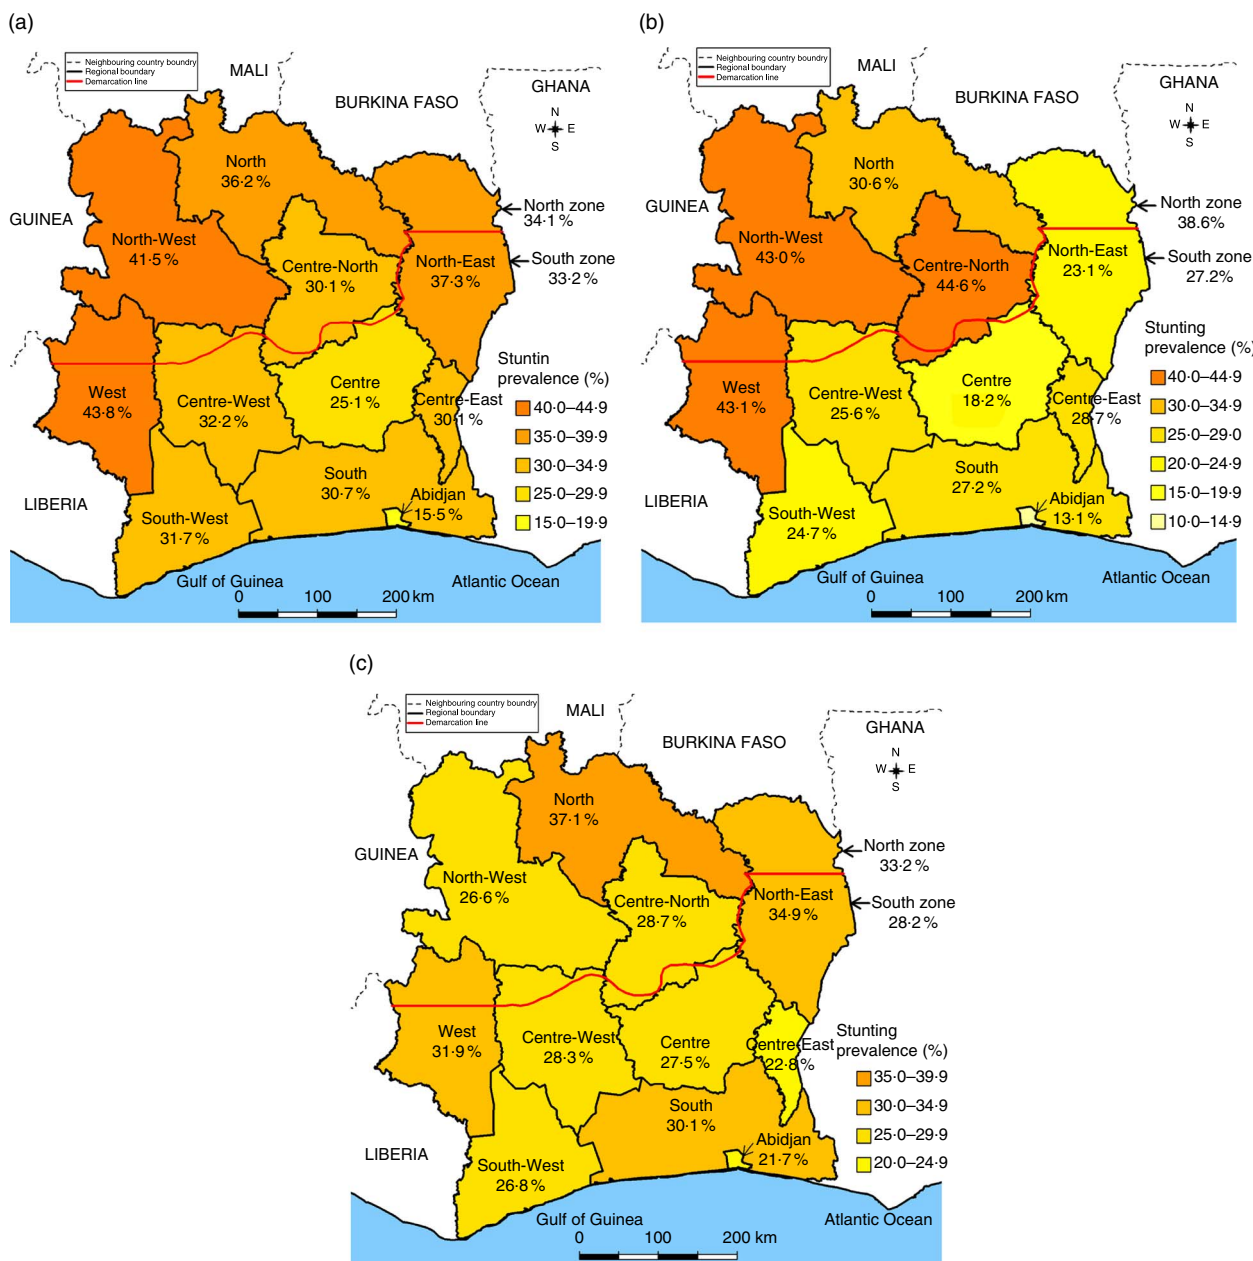 (a)
Neighbouring country boundry
Regional boundary
Demarcation line
MALI
BURKINA FASO
GHANA
N
W E
S
GUINEA
LIBERIA
North
36·2 %
North-West
41·5 %
Centre-North
30·1 %
North-East
37·3 %
North zone
34·1 %
South zone
33·2 %
West
43·8 %
Centre-West
32·2 %
Centre
25·1 %
Centre-East
30·1 %
South
30·7 %
Abidjan
15·5 %
South-West
31·7 %
Stuntin
prevalence (%)
40·0–44·9
35·0–39·9
30·0–34·9
25·0–29·9
15·0–19·9
Gulf of Guinea
Atlantic Ocean
0 100 200 km
(b)
Neighbouring country boundry
Regional boundary
Demarcation line
MALI
BURKINA FASO
GHANA
N
W E
S
GUINEA
LIBERIA
North
30·6 %
North-West
43·0 %
Centre-North
44·6 %
North-East
23·1 %
North zone
38·6%
South zone
27·2%
West
43·1 %
Centre-West
25·6 %
Centre
18·2 %
Centre-East
28·7 %
South
27·2 %
Abidjan
13·1 %
South-West
24·7 %
Stunting
prevalence (%)
40·0–44·9
30·0–34·9
25·0–29·0
20·0–24·9
15·0–19·9
10·0–14·9
Gulf of Guinea
Atlantic Ocean
0 100 200 km
(c)
Neighbouring country boundry
Regional boundary
Demarcation line
MALI
BURKINA FASO
GHANA
N
W E
S
GUINEA
LIBERIA
North
37·1 %
North-West
26·6 %
Centre-North
28·7 %
North-East
34·9 %
North zone
33·2 %
South zone
28·2 %
West
31·9 %
Centre-West
28·3 %
Centre
27·5 %
Centre-East
22·8 %
South
30·1 %
Abidjan
21·7 %
South-West
26·8 %
Stunting
prevalence (%)
35·0–39·9
30·0–34·9
25·0–29·9
20·0–24·9
Gulf of Guinea
Atlantic Ocean
0 100 200 km